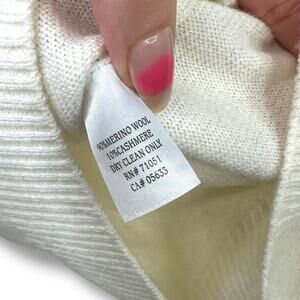 90%MERINO WOOL
10%CASHMERE
DRY CLEAN ONLY
RN# 71051
CA# 05633